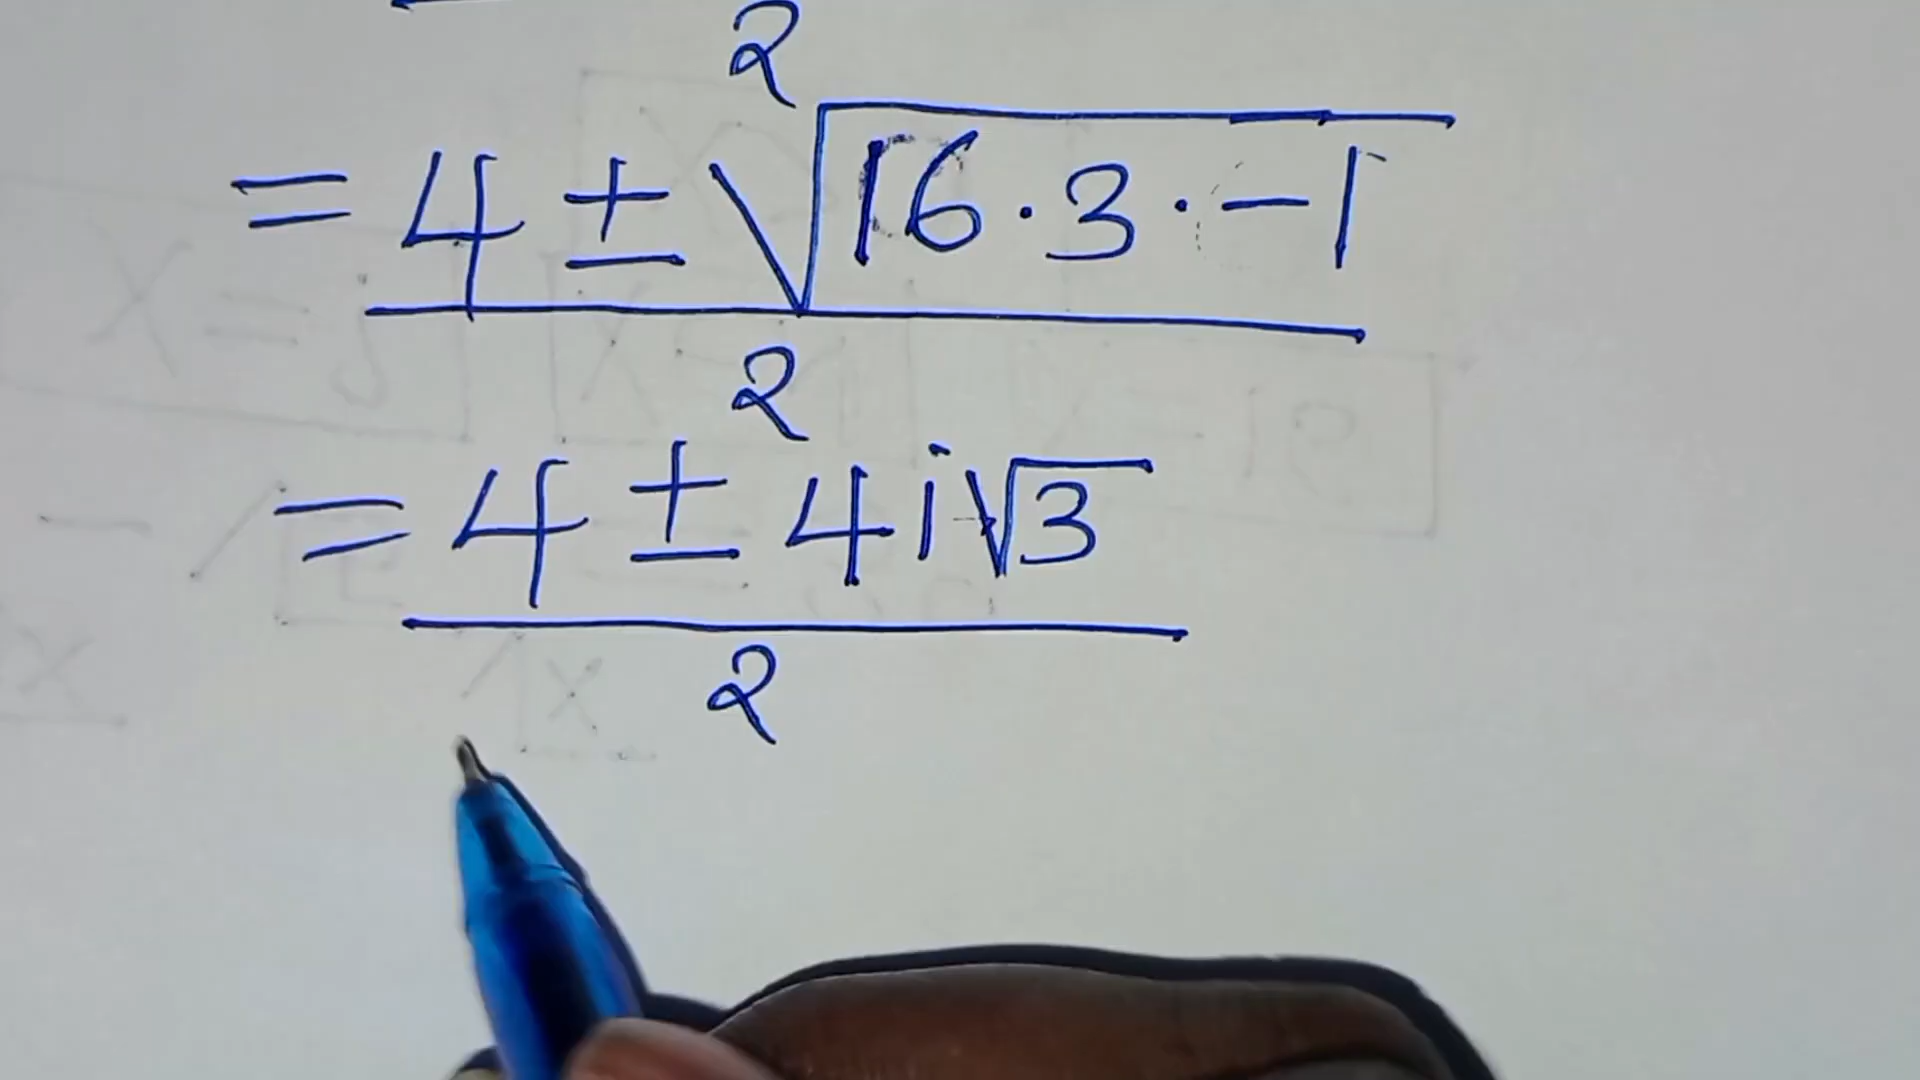 2
= 4 ± √16·3·-1
2
= 4 ± 4i√3
2